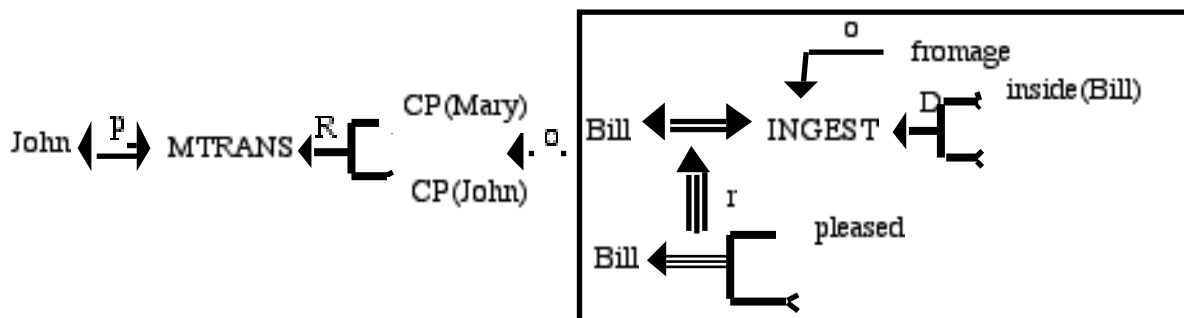 o
fromage
inside(Bill)
CP(Mary)
D
p
R
o
John
MTRANS
Bill
INGEST
CP(John)
r
pleased
Bill